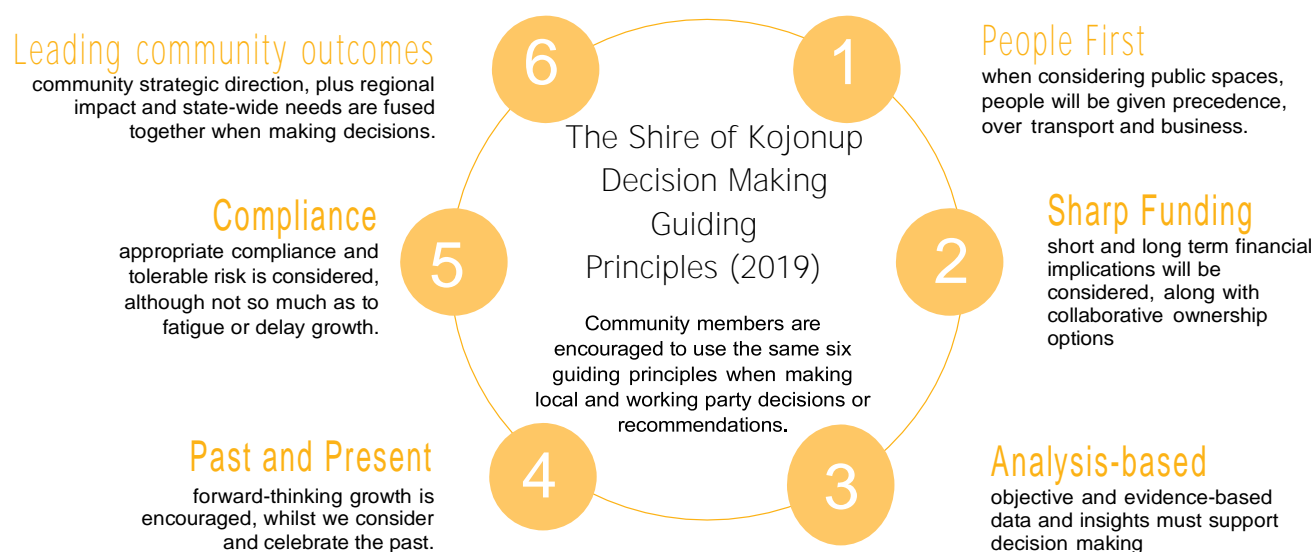 The Shire of Kojonup
Decision Making
Guiding
Principles (2019)
Community members are
encouraged to use the same six
guiding principles when making
local and working party decisions or
recommendations.
1
People First
when considering public spaces,
people will be given precedence,
over transport and business.
2
Sharp Funding
short and long term financial
implications will be
considered, along with
collaborative ownership
options
3
Analysis-based
objective and evidence-based
data and insights must support
decision making
4
Past and Present
forward-thinking growth is
encouraged, whilst we consider
and celebrate the past.
5
Compliance
appropriate compliance and
tolerable risk is considered,
although not so much as to
fatigue or delay growth.
6
Leading community outcomes
community strategic direction, plus regional
impact and state-wide needs are fused
together when making decisions.